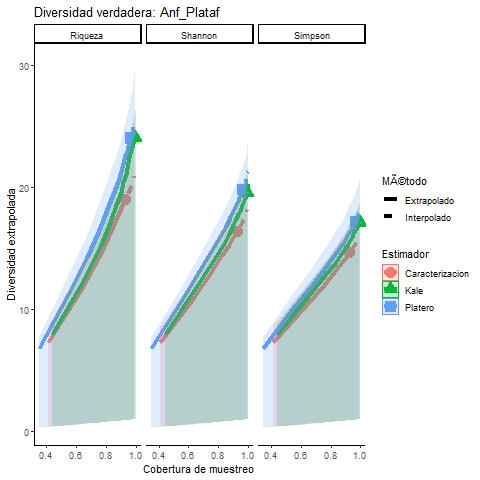 Diversidad verdadera: Anf_Plataf
Riqueza
Shannon
Simpson
Diversidad extrapolada
30
20
10
0
0.4 0.6 0.8 1.0
0.4 0.6 0.8 1.0
0.4 0.6 0.8 1.0
Cobertura de muestreo
MÃ©todo
Extrapolado
Interpolado
Estimador
Caracterizacion
Kale
Platero